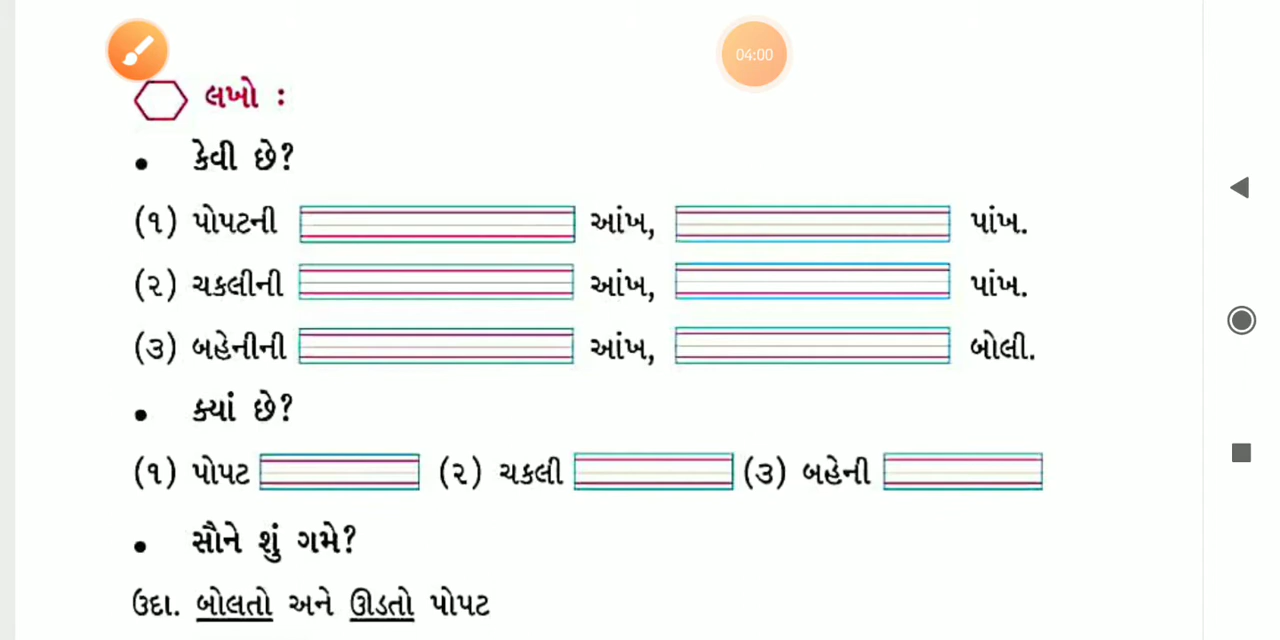 04:00
લખો :
• કેવી છે?
(૧) પોપટની આંખ, પાંખ.
(૨) ચકલીની આંખ, પાંખ.
(૩) બહેનીની આંખ, બોલી.
• ક્યાં છે?
(૧) પોપટ (૨) ચકલી (૩) બહેની
• સૌને શું ગમે?
ઉદા. બોલતો અને ઊડતો પોપટ